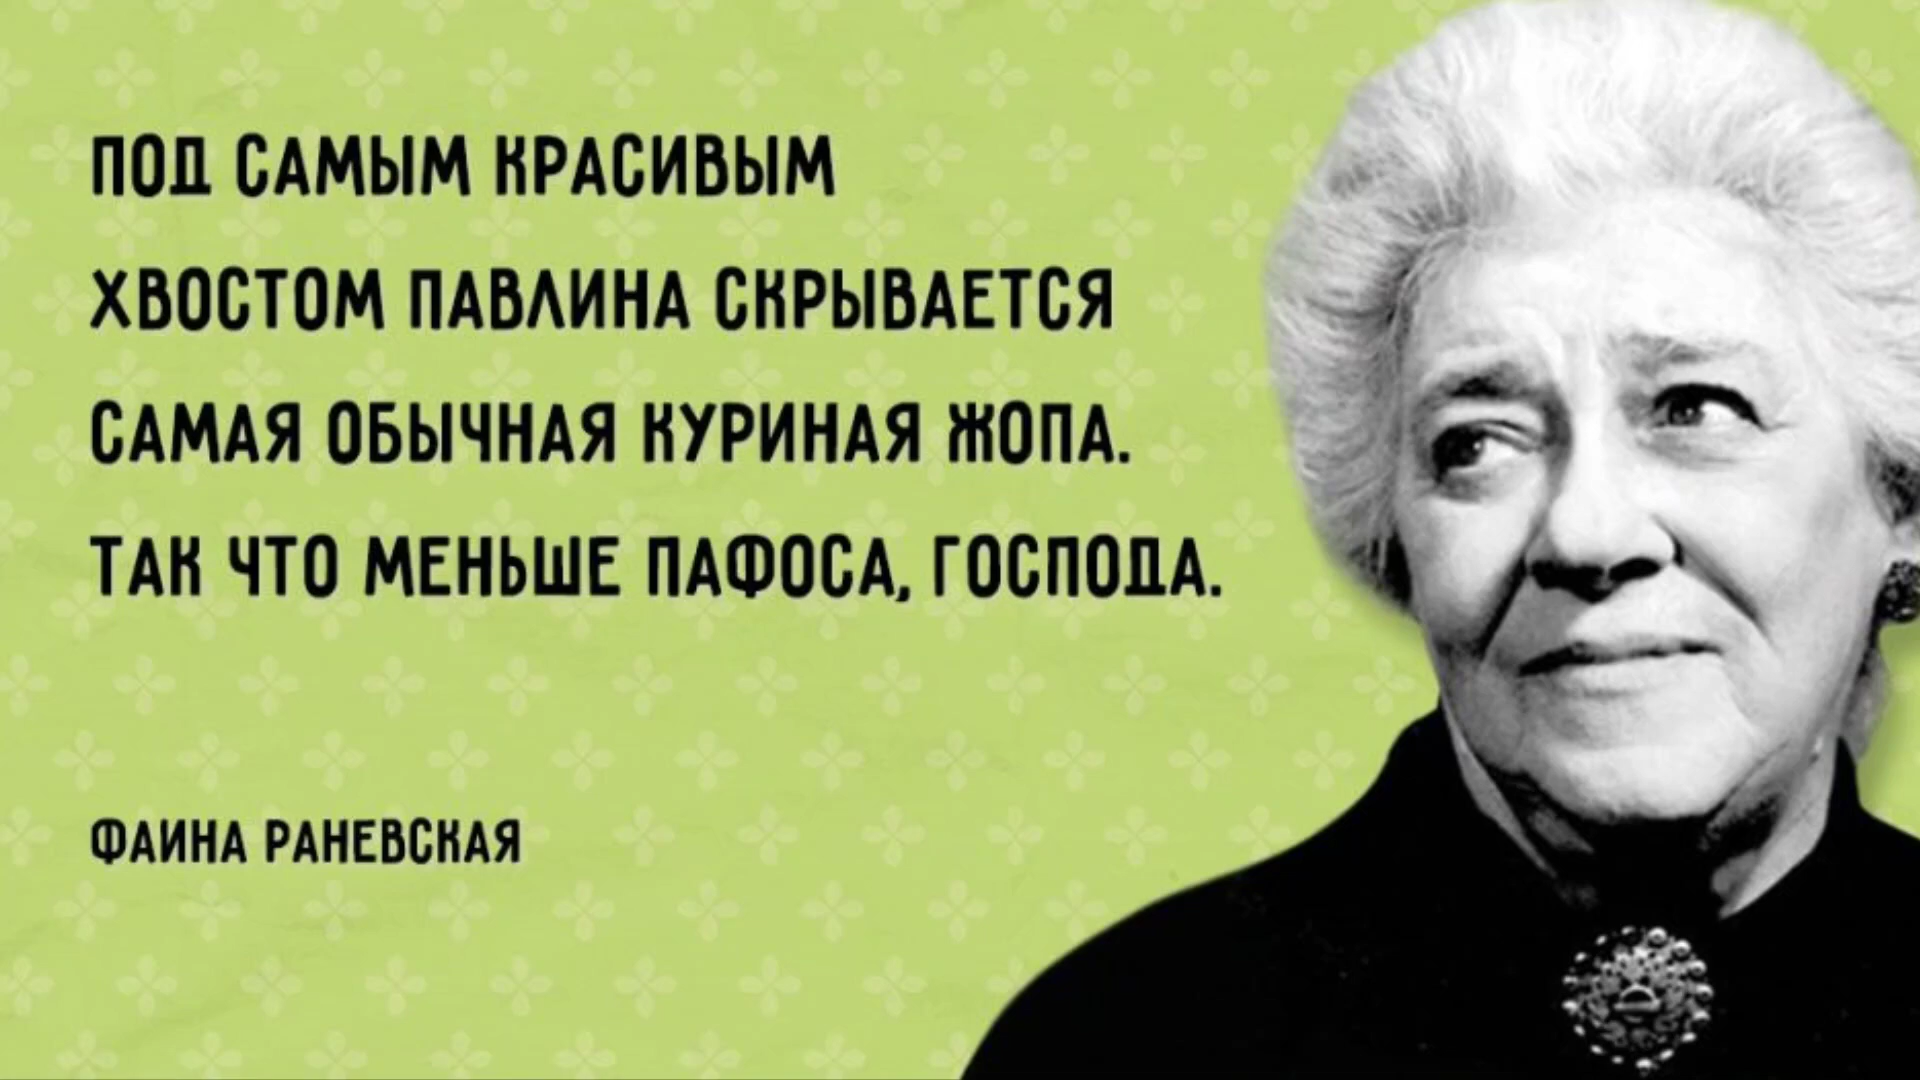 ПОД САМЫМ КРАСИВЫМ
ХВОСТОМ ПАВЛИНА СКРЫВАЕТСЯ
САМАЯ ОБЫЧНАЯ КУРИНАЯ ЖОПА.
ТАК ЧТО МЕНЬШЕ ПАФОСА, ГОСПОДА.
ФАИНА РАНЕВСКАЯ